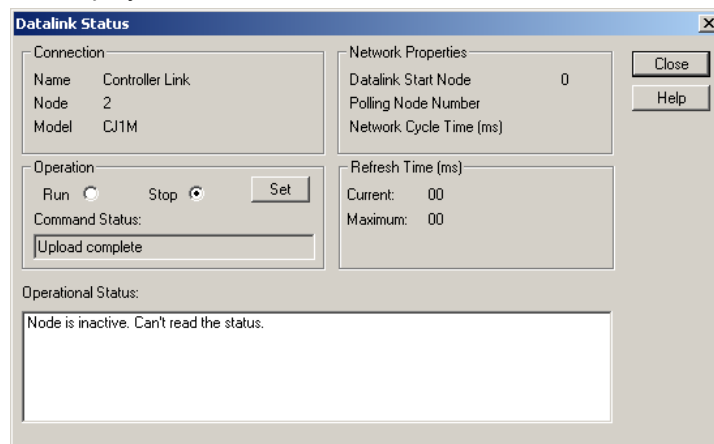 Datalink Status
Connection
Name Controller Link
Node 2
Model CJ1M
Network Properties
Datalink Start Node 0
Polling Node Number
Network Cycle Time (ms)
Close
Help
Operation
Run Stop Set
Command Status:
Upload complete
Refresh Time (ms)
Current: 00
Maximum: 00
Operational Status:
Node is inactive. Can't read the status.